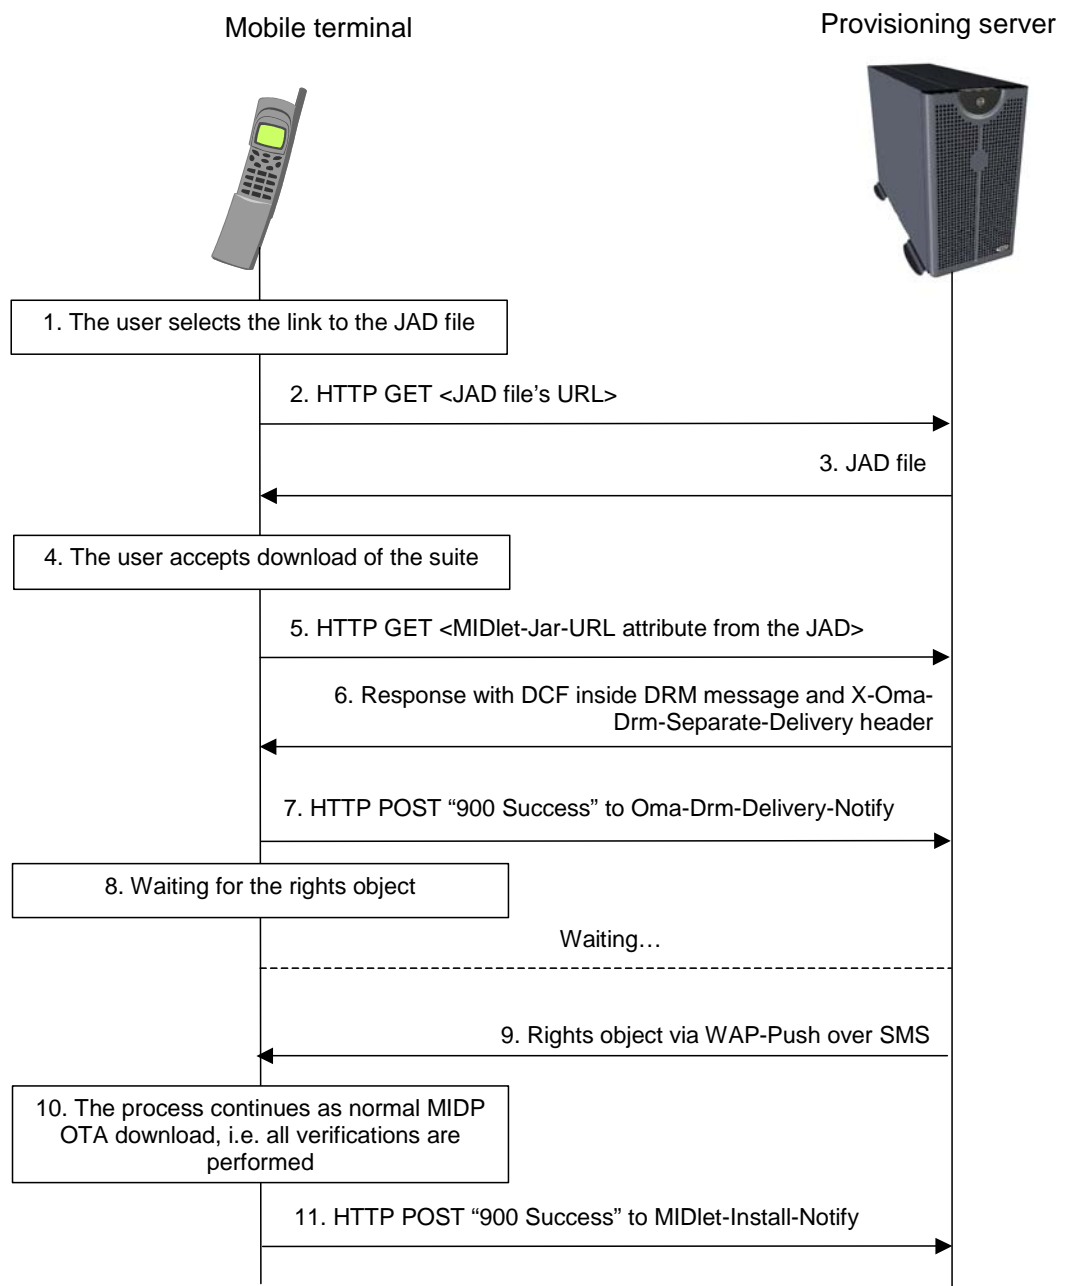 Mobile terminal
Provisioning server
1. The user selects the link to the JAD file
2. HTTP GET <JAD file's URL>
3. JAD file
4. The user accepts download of the suite
5. HTTP GET <MIDlet-Jar-URL attribute from the JAD>
6. Response with DCF inside DRM message and X-Oma-
Drm-Separate-Delivery header
7. HTTP POST “900 Success” to Oma-Drm-Delivery-Notify
8. Waiting for the rights object
Waiting…
9. Rights object via WAP-Push over SMS
10. The process continues as normal MIDP
OTA download, i.e. all verifications are
performed
11. HTTP POST “900 Success” to MIDlet-Install-Notify